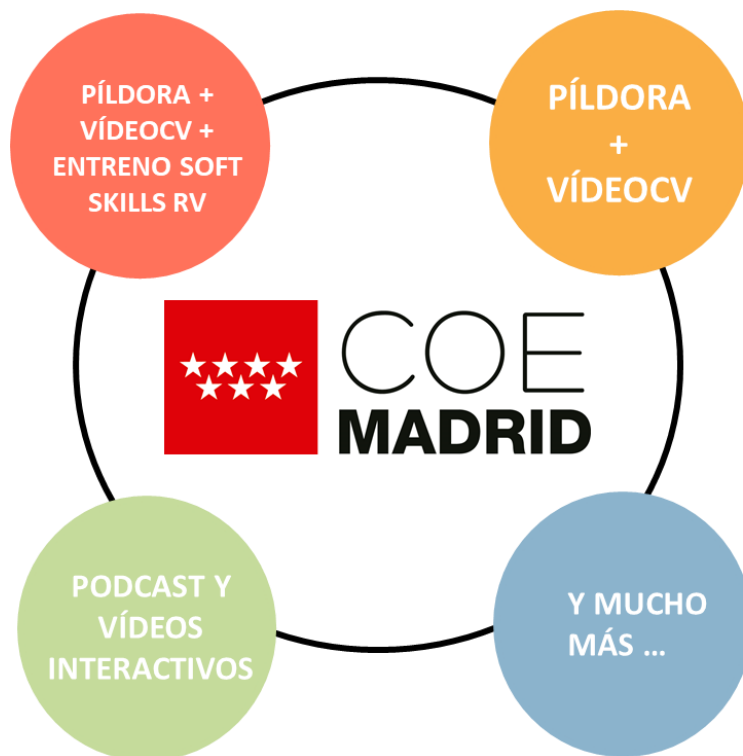 PÍLDORA +
VÍDEOCV +
ENTRENO SOFT
SKILLS RV
PÍLDORA
+
VÍDEOCV
COE
MADRID
PODCAST Y
VÍDEOS
INTERACTIVOS
Y MUCHO
MÁS ...